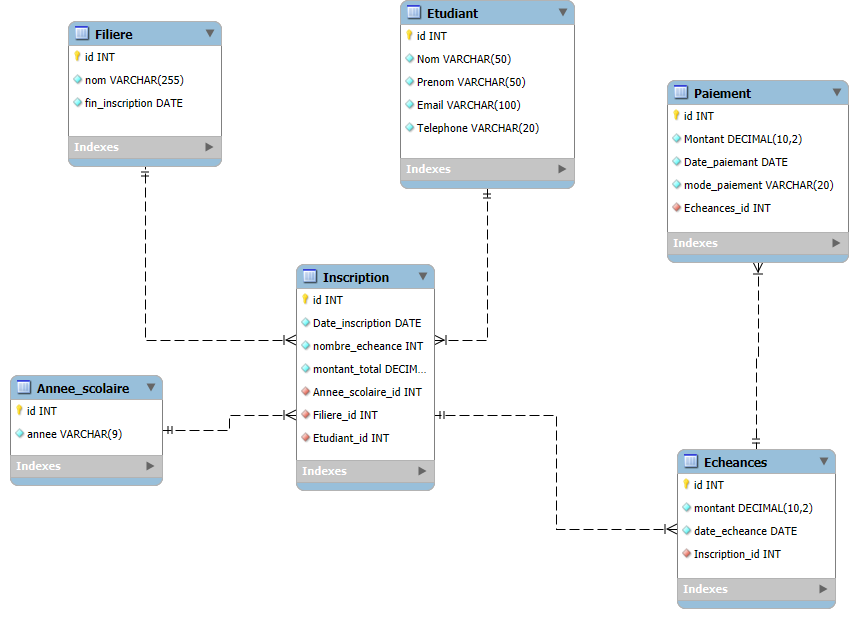 Filiere
id INT
nom VARCHAR(255)
fin_inscription DATE
Indexes
Etudiant
id INT
Nom VARCHAR(50)
Prenom VARCHAR(50)
Email VARCHAR(100)
Telephone VARCHAR(20)
Indexes
Paiement
id INT
Montant DECIMAL(10,2)
Date_paiemant DATE
mode_paiement VARCHAR(20)
Echeances_id INT
Indexes
Inscription
id INT
Date_inscription DATE
nombre_echeance INT
montant_total DECIM...
Annee_scolaire_id INT
Filiere_id INT
Etudiant_id INT
Indexes
Annee_scolaire
id INT
annee VARCHAR(9)
Indexes
Echeances
id INT
montant DECIMAL(10,2)
date_echeance DATE
Inscription_id INT
Indexes